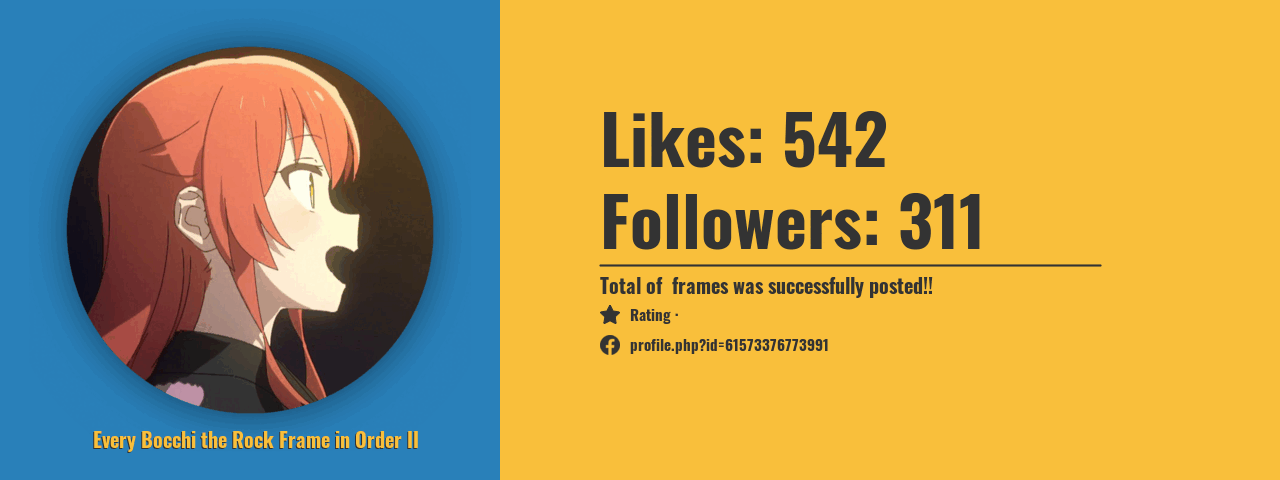 Likes: 542
Followers: 311
Total of  frames was successfully posted!!
Rating ·
profile.php?id=61573376773991
Every Bocchi the Rock Frame in Order II